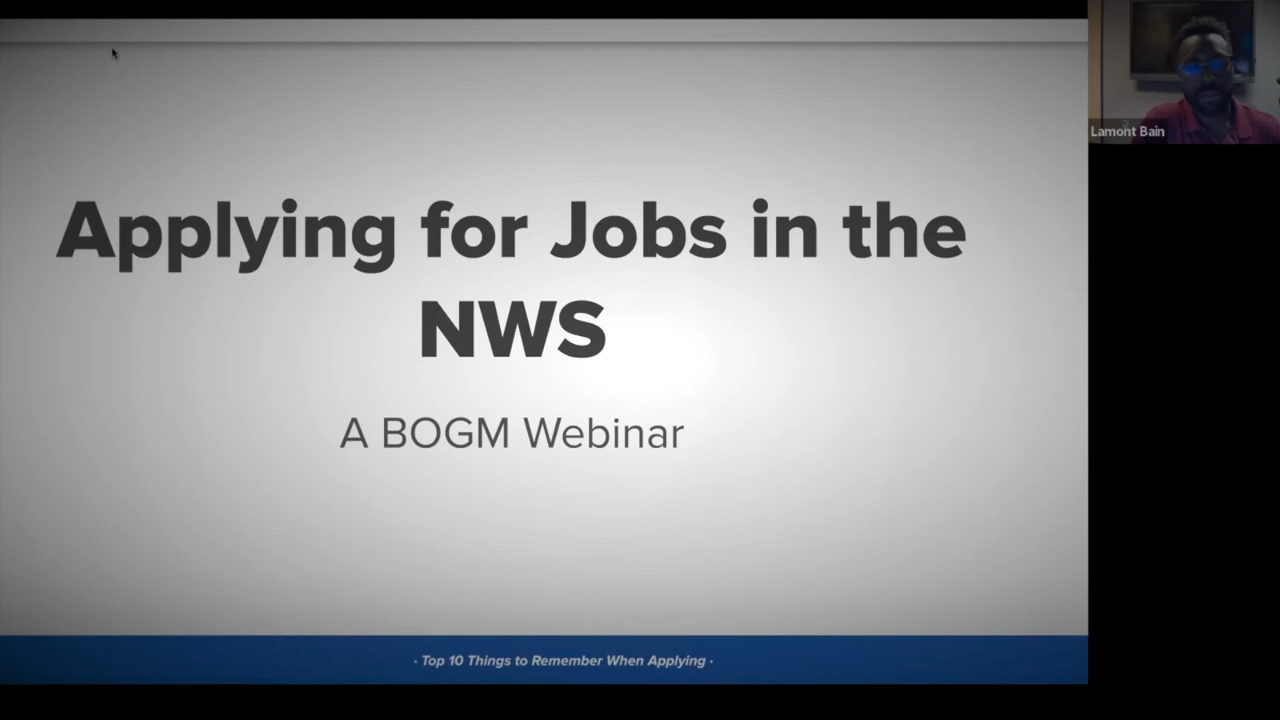 Applying for Jobs in the
NWS
A BOGM Webinar
· Top 10 Things to Remember When Applying ·
Lamont Bain